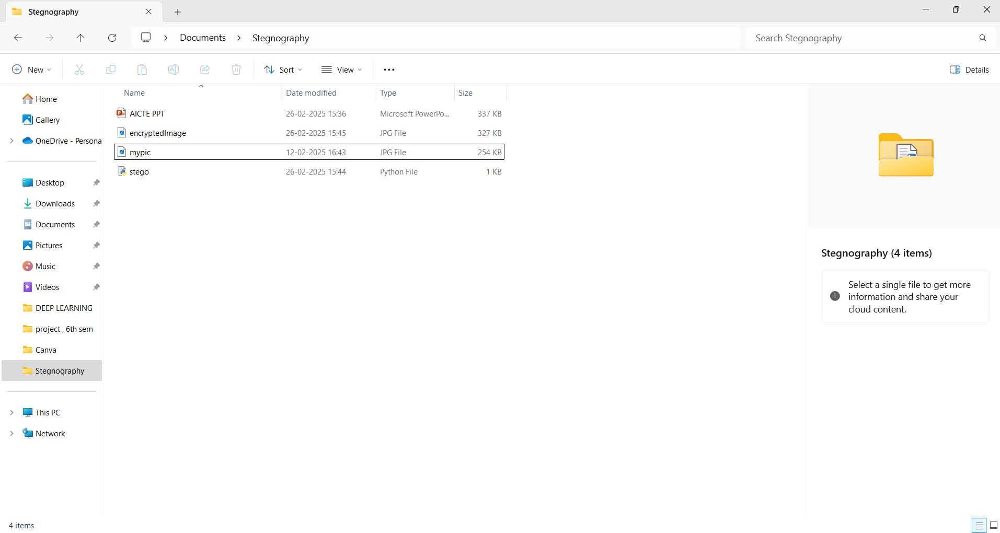 Stegnography
Documents > Stegnography
Search Stegnography
New
Sort
View
Details
Home
Gallery
OneDrive - Persona
Desktop
Downloads
Documents
Pictures
Music
Videos
DEEP LEARNING
project , 6th sem
Canva
Stegnography
This PC
Network
Name Date modified Type Size
AICTE PPT 26-02-2025 15:36 Microsoft PowerPo... 337 KB
encryptedImage 26-02-2025 15:45 JPG File 327 KB
mypic 12-02-2025 16:43 JPG File 254 KB
stego 26-02-2025 15:44 Python File 1 KB
Stegnography (4 items)
Select a single file to get more
information and share your
cloud content.
4 items